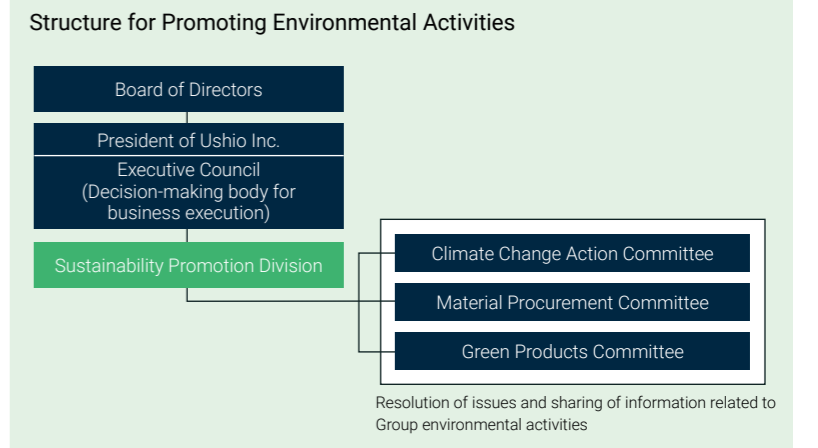 Structure for Promoting Environmental Activities
Board of Directors
President of Ushio Inc.
Executive Council
(Decision-making body for
business execution)
Sustainability Promotion Division
Climate Change Action Committee
Material Procurement Committee
Green Products Committee
Resolution of issues and sharing of information related to
Group environmental activities